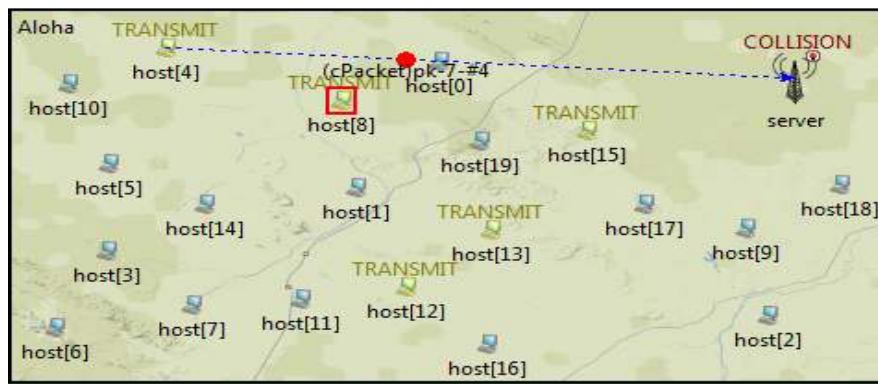 Aloha
TRANSMIT
host[4]
COLLISION
(cPacket)pk-7-#4
host[0]
host[10]
TRANSMIT
host[8]
server
TRANSMIT
host[15]
host[19]
host[5]
host[14]
host[1]
TRANSMIT
host[13]
host[17]
host[18]
host[9]
host[3]
TRANSMIT
host[12]
host[7]
host[11]
host[2]
host[6]
host[16]